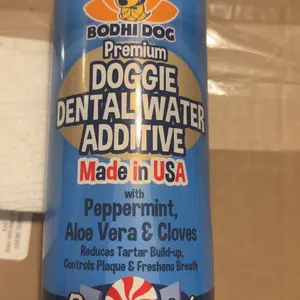 BODHI DOG
Premium
DOGGIE
DENTAL WATER
ADDITIVE
Made in USA
with
Peppermint,
Aloe Vera & Cloves
Reduces Tartar Build-up,
Controls Plaque & Freshens Breath